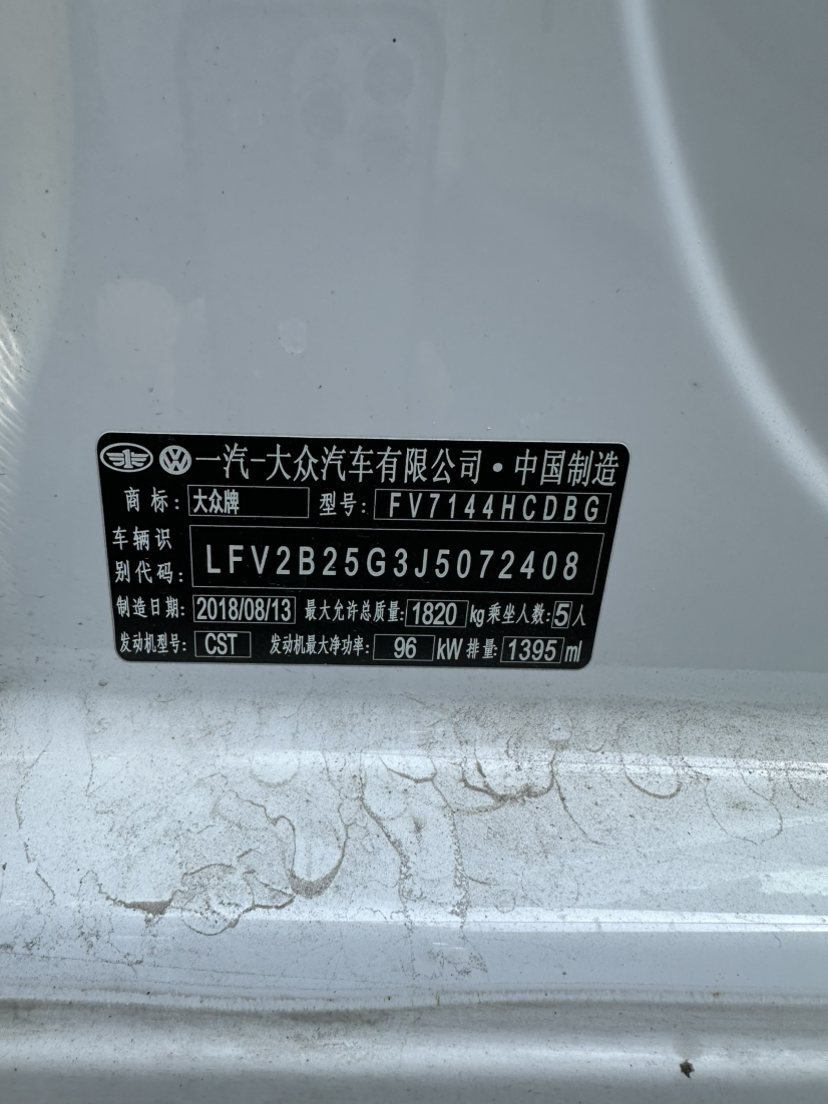 一汽-大众汽车有限公司·中国制造
商标: 大众牌 型号: FV7144HCDBG
车辆识
别代码: LFV2B25G3J5072408
制造日期: 2018/08/13 最大允许总质量: 1820 kg 乘坐人数: 5 人
发动机型号: CST 发动机最大净功率: 96 kW 排量: 1395 ml